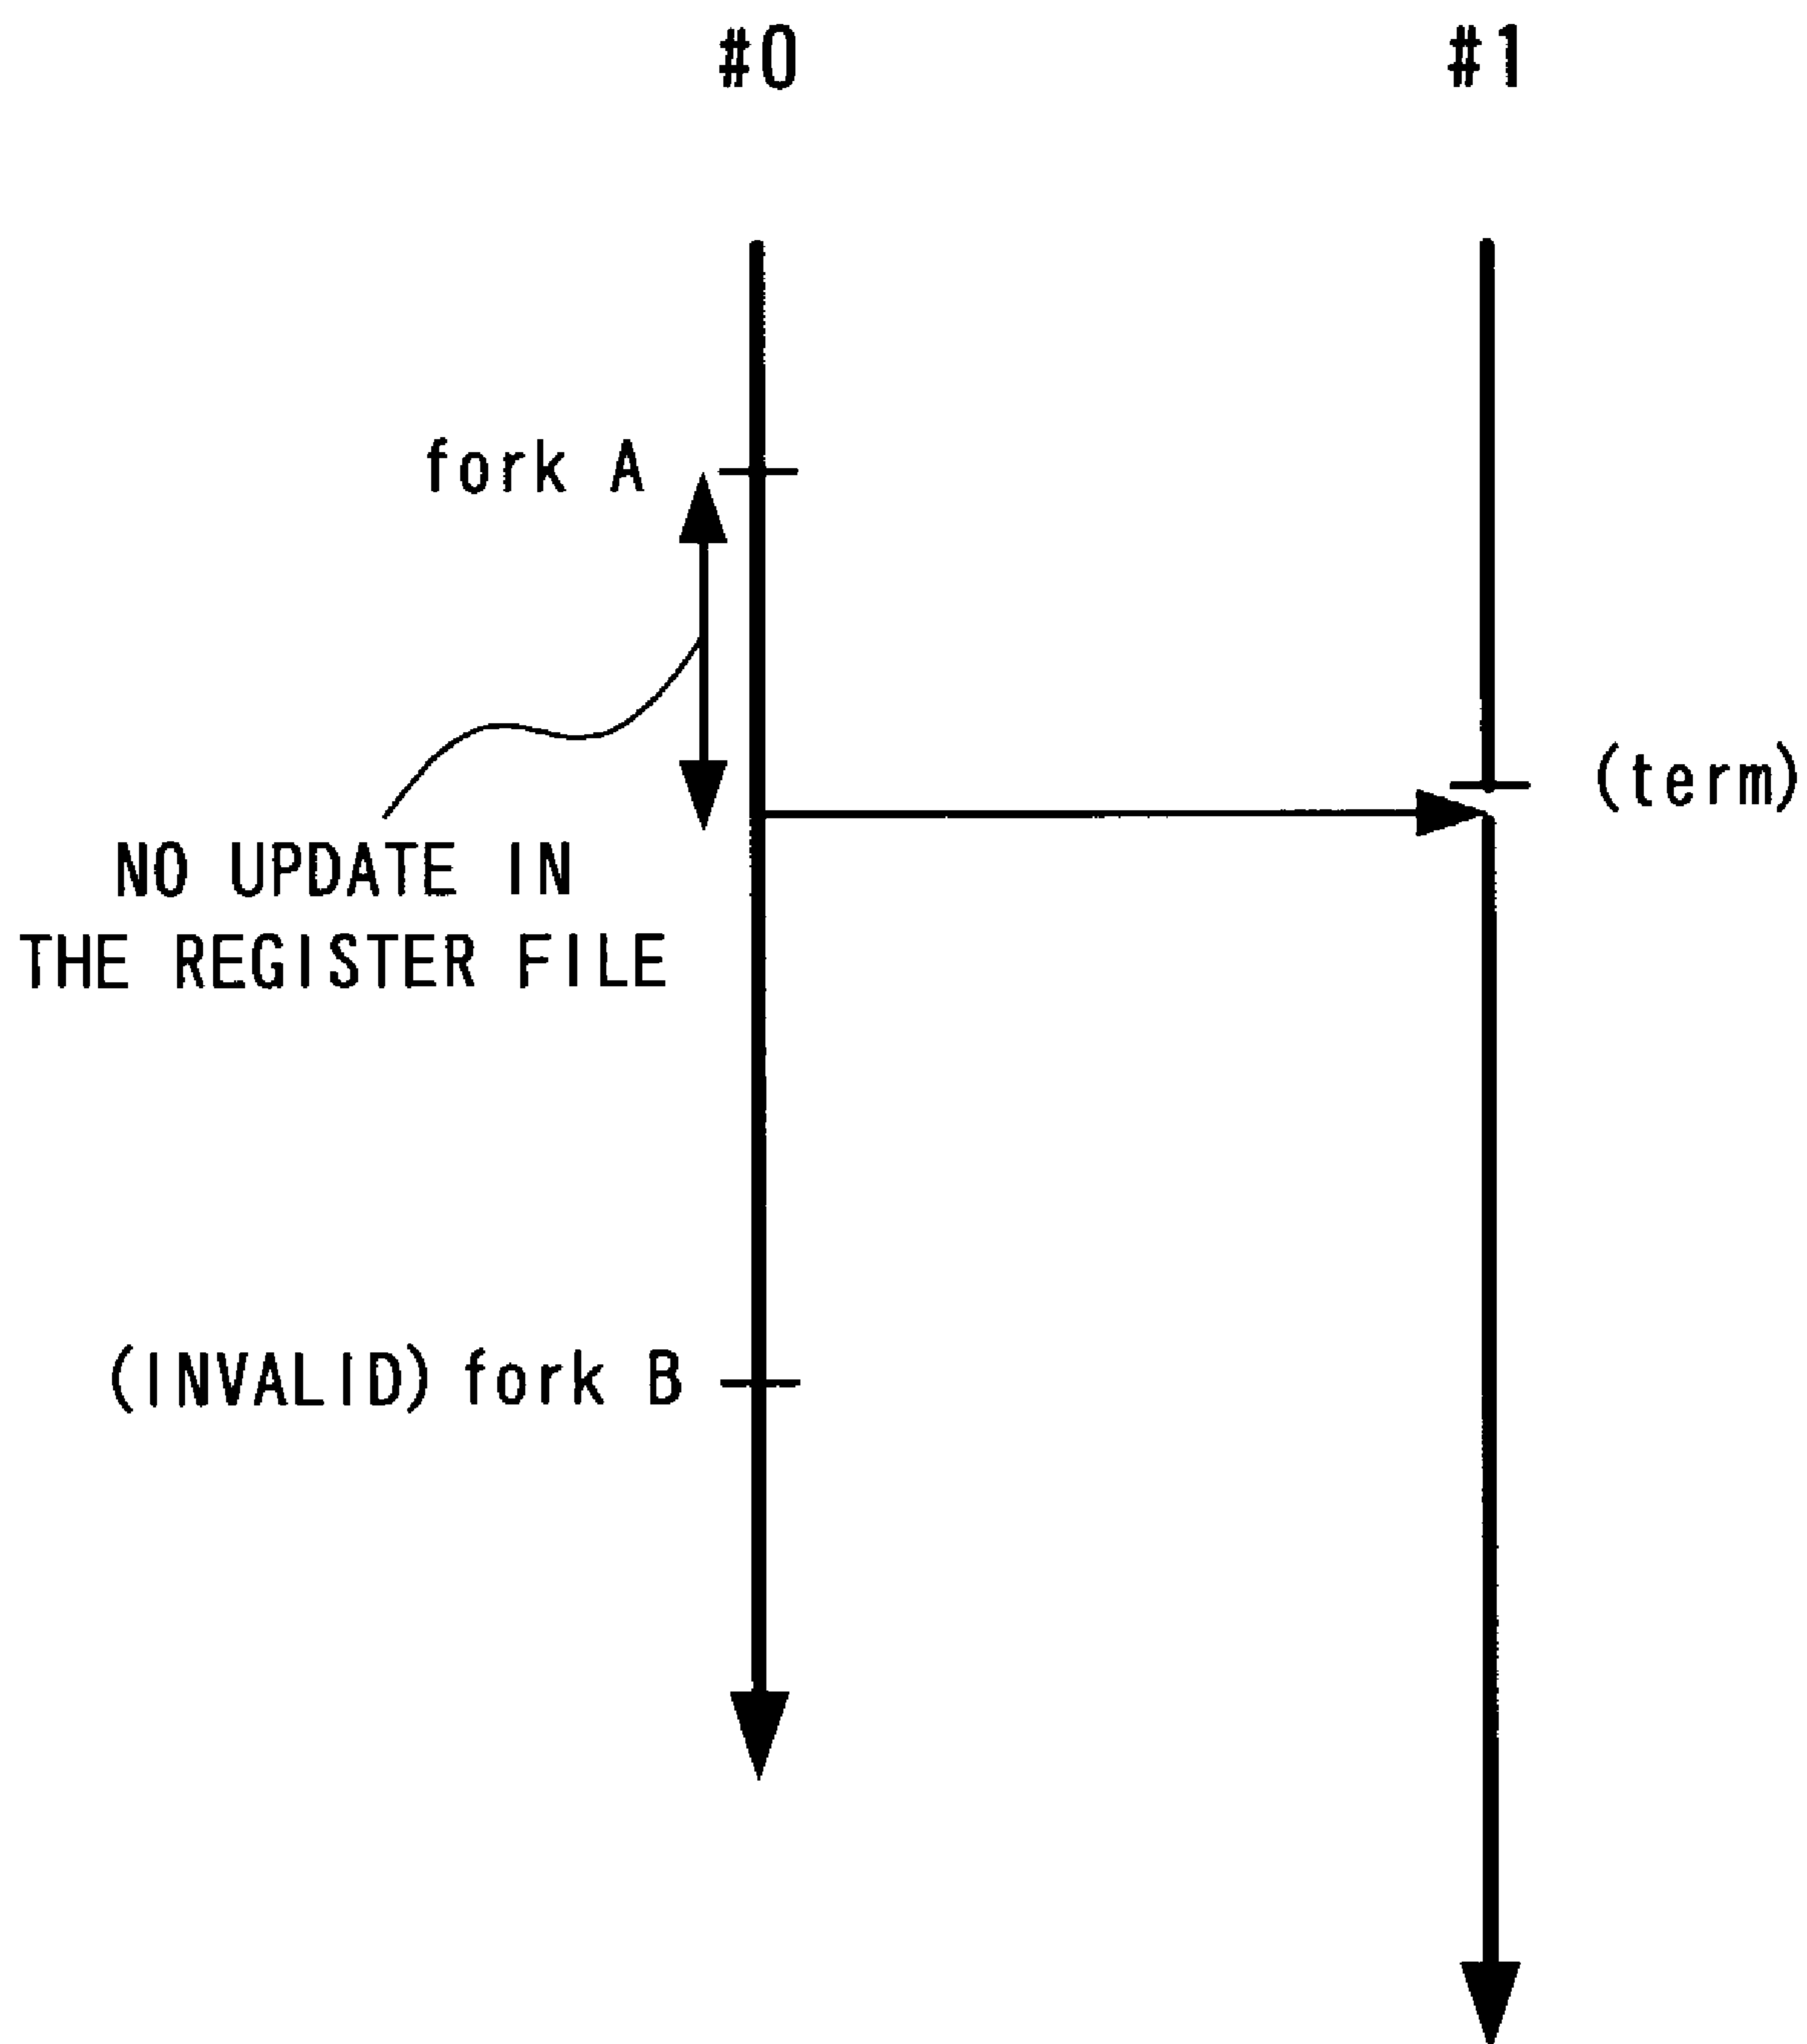 #0 #1
fork A
(term)
NO UPDATE IN
THE REGISTER FILE
(INVALID) fork B